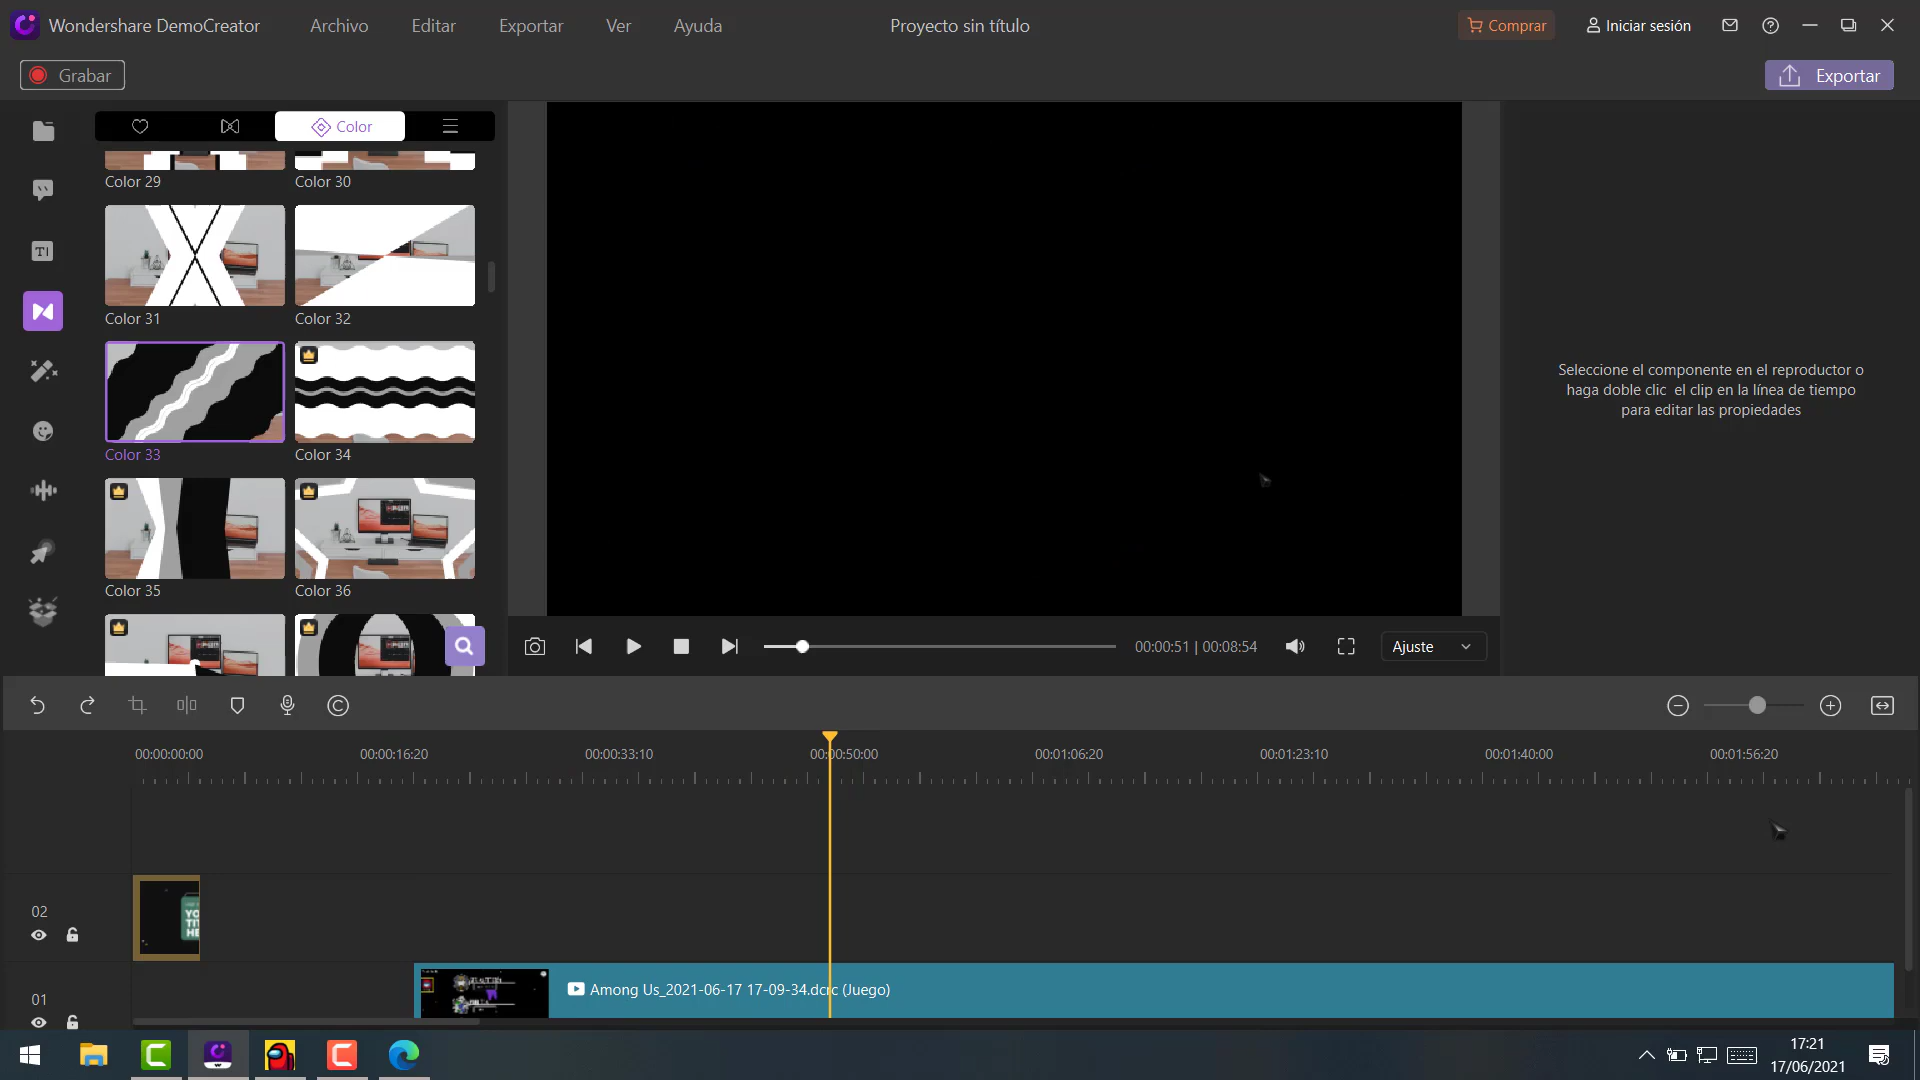 Wondershare DemoCreator
Archivo
Editar
Exportar
Ver
Ayuda
Proyecto sin título
Comprar
Iniciar sesión
Grabar
Exportar
Color
Color 29
Color 30
Color 31
Color 32
Color 33
Color 34
Color 35
Color 36
Seleccione el componente en el reproductor o
haga doble clic el clip en la línea de tiempo
para editar las propiedades
00:00:51 | 00:08:54
Ajuste
00:00:00:00
00:00:16:20
00:00:33:10
00:00:50:00
00:01:06:20
00:01:23:10
00:01:40:00
00:01:56:20
02
01
Among Us_2021-06-17 17-09-34.dcrc (Juego)
17:21
17/06/2021